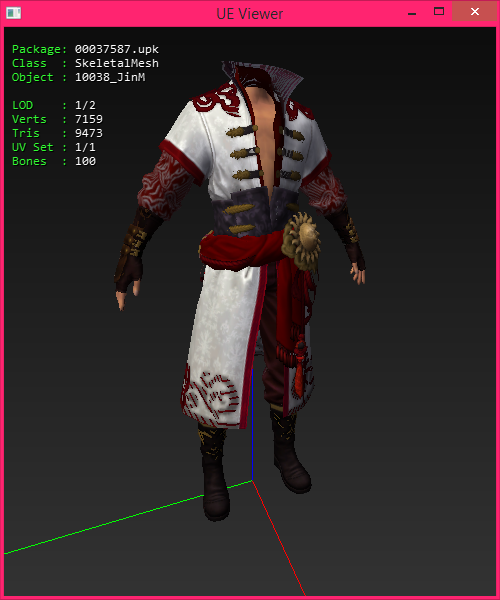 UE Viewer
Package: 00037587.upk
Class  : SkeletalMesh
Object : 10038_JinM
LOD    : 1/2
Verts  : 7159
Tris   : 9473
UV Set : 1/1
Bones  : 100